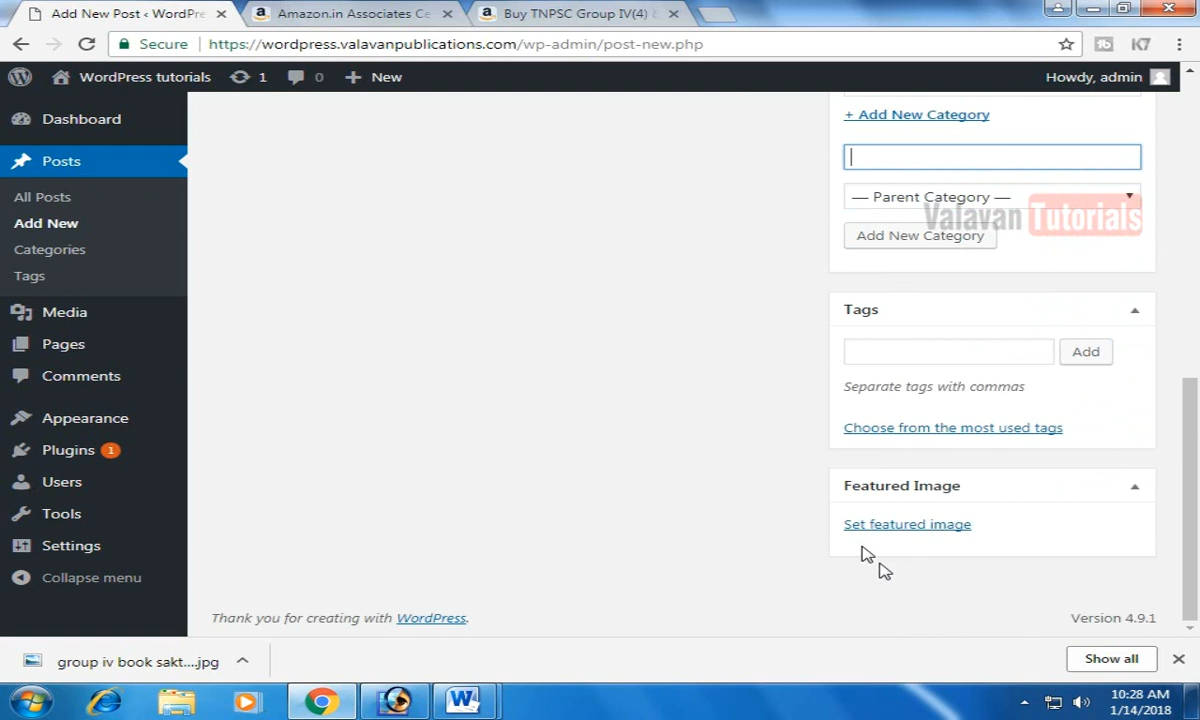 Add New Post ‹ WordPre
Amazon.in Associates Ce
Buy TNPSC Group IV(4)
Secure
https://wordpress.valavanpublications.com/wp-admin/post-new.php
WordPress tutorials
1
0
New
Howdy, admin
Dashboard
Posts
All Posts
Add New
Categories
Tags
Media
Pages
Comments
Appearance
Plugins 1
Users
Tools
Settings
Collapse menu
+ Add New Category
— Parent Category —
Valavan Tutorials
Add New Category
Tags
Add
Separate tags with commas
Choose from the most used tags
Featured Image
Set featured image
Thank you for creating with WordPress.
Version 4.9.1
group iv book sakt....jpg
Show all
10:28 AM
1/14/2018